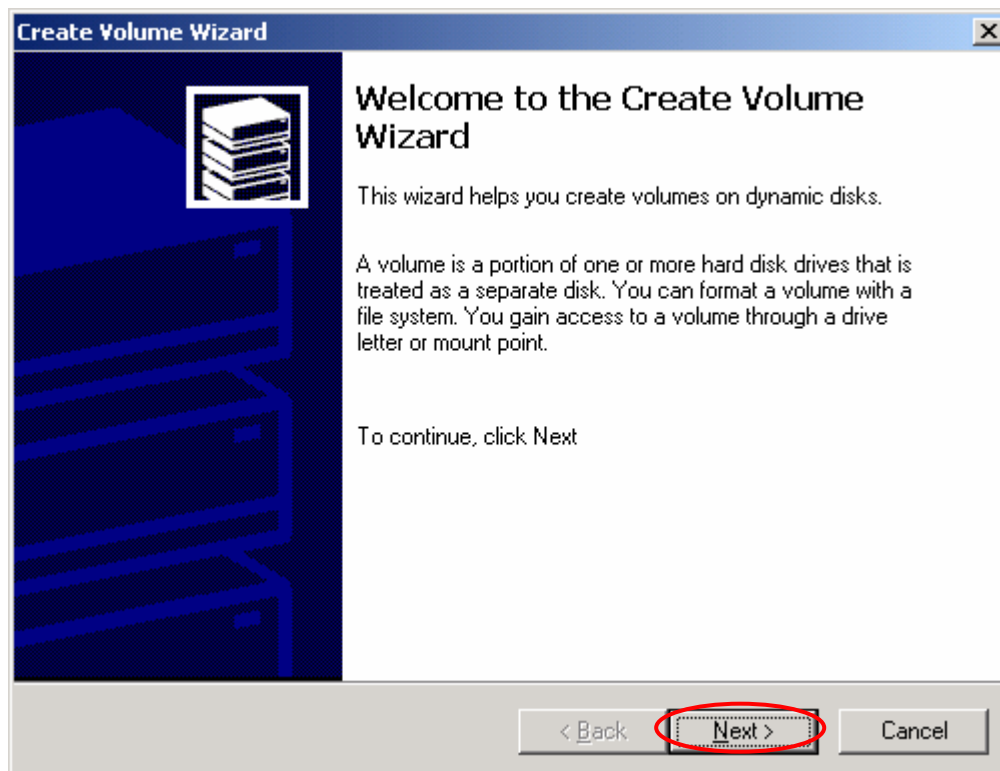 Create Volume Wizard
Welcome to the Create Volume
Wizard
This wizard helps you create volumes on dynamic disks.
A volume is a portion of one or more hard disk drives that is
treated as a separate disk. You can format a volume with a
file system. You gain access to a volume through a drive
letter or mount point.
To continue, click Next
< Back Next > Cancel